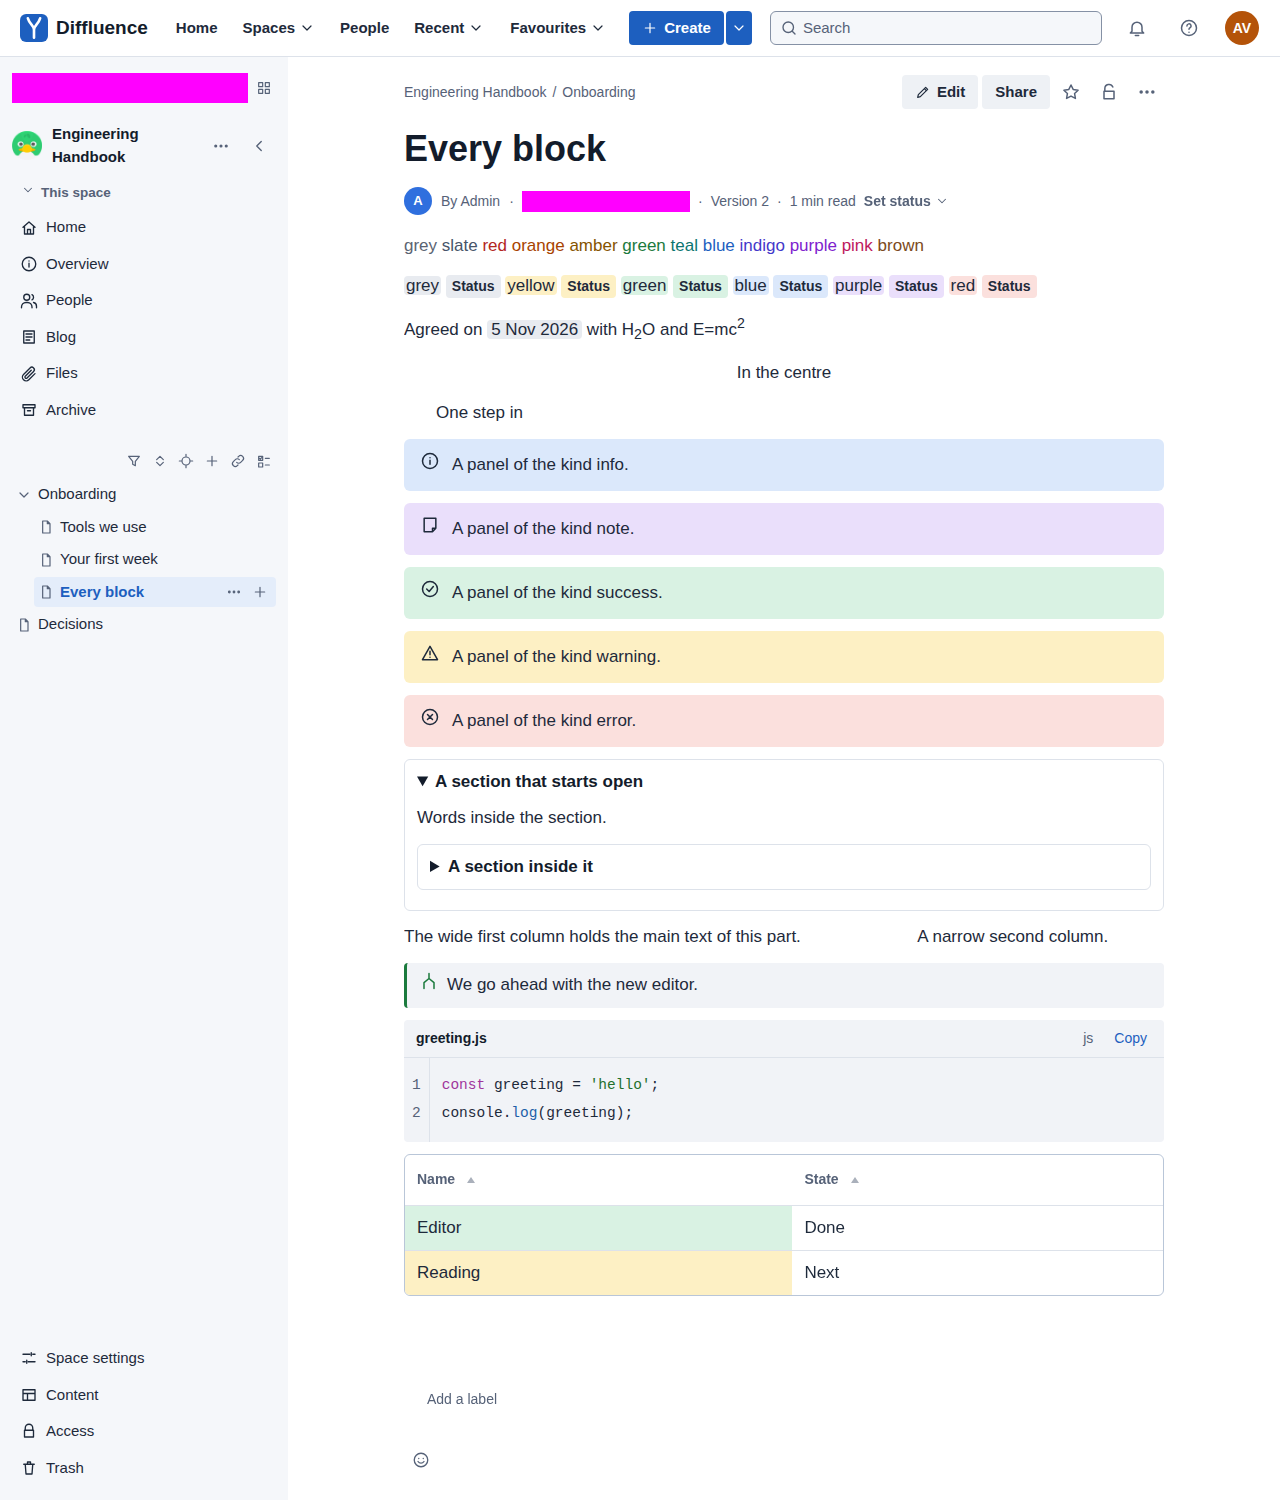 Diffluence Home Spaces People Recent Favourites Create Search AV
Engineering
Handbook
This space
Home
Overview
People
Blog
Files
Archive
Onboarding
Tools we use
Your first week
Every block
Decisions
Space settings
Content
Access
Trash
Engineering Handbook / Onboarding
Edit Share
Every block
A By Admin · · Version 2 · 1 min read Set status
grey slate red orange amber green teal blue indigo purple pink brown
grey Status yellow Status green Status blue Status purple Status red Status
Agreed on 5 Nov 2026 with H2O and E=mc2
In the centre
One step in
A panel of the kind info.
A panel of the kind note.
A panel of the kind success.
A panel of the kind warning.
A panel of the kind error.
A section that starts open
Words inside the section.
A section inside it
The wide first column holds the main text of this part. A narrow second column.
We go ahead with the new editor.
greeting.js js Copy
1 const greeting = 'hello';
2 console.log(greeting);
Name State
Editor Done
Reading Next
Add a label